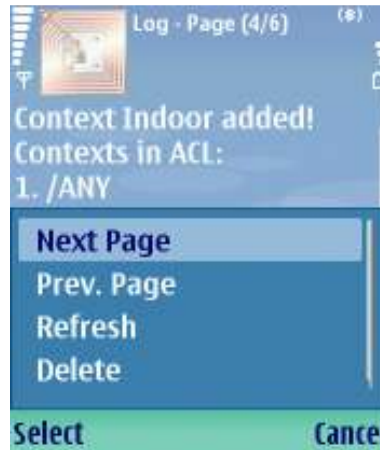 Log - Page (4/6)
Context Indoor added!
Contexts in ACL:
1. /ANY
Next Page
Prev. Page
Refresh
Delete
Select Cance